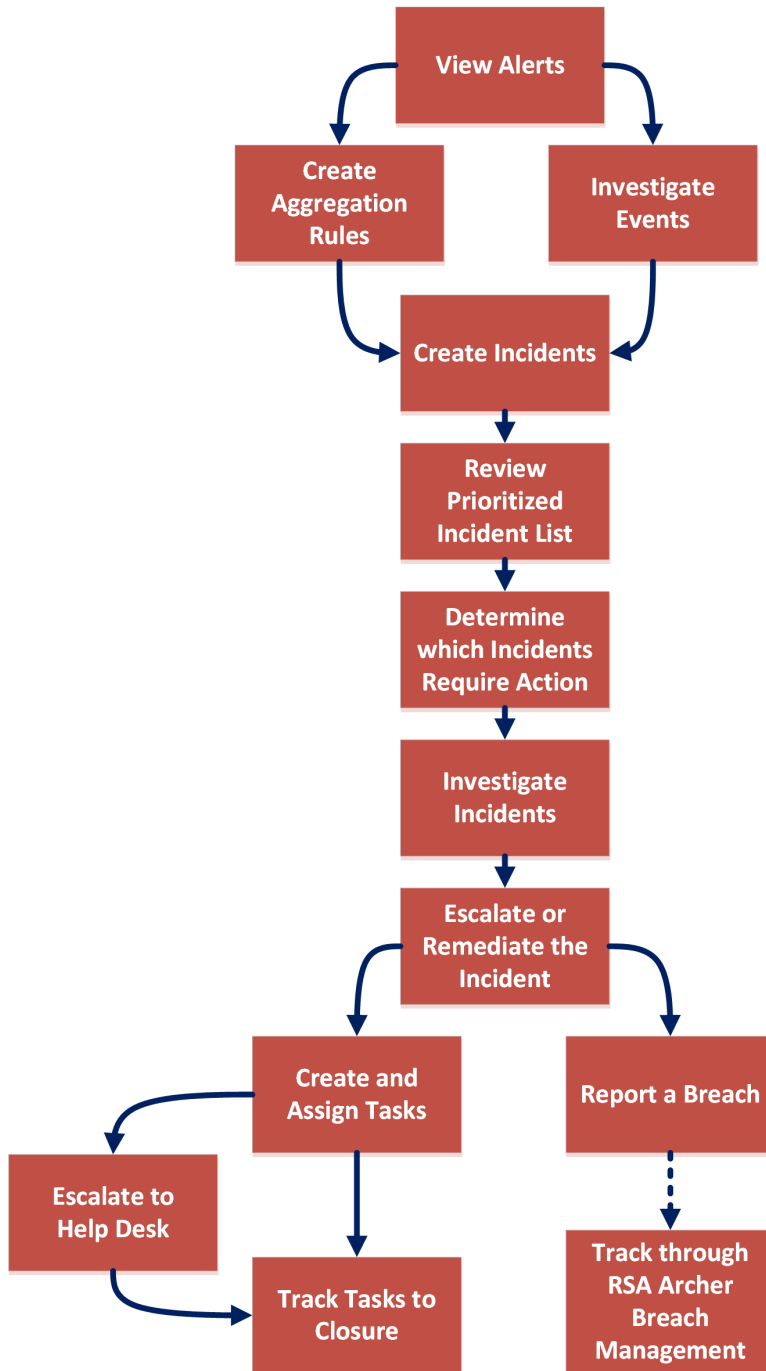 View Alerts
Create
Aggregation
Rules
Investigate
Events
Create Incidents
Review
Prioritized
Incident List
Determine
which Incidents
Require Action
Investigate
Incidents
Escalate or
Remediate the
Incident
Create and
Assign Tasks
Report a Breach
Escalate to
Help Desk
Track Tasks to
Closure
Track through
RSA Archer
Breach
Management